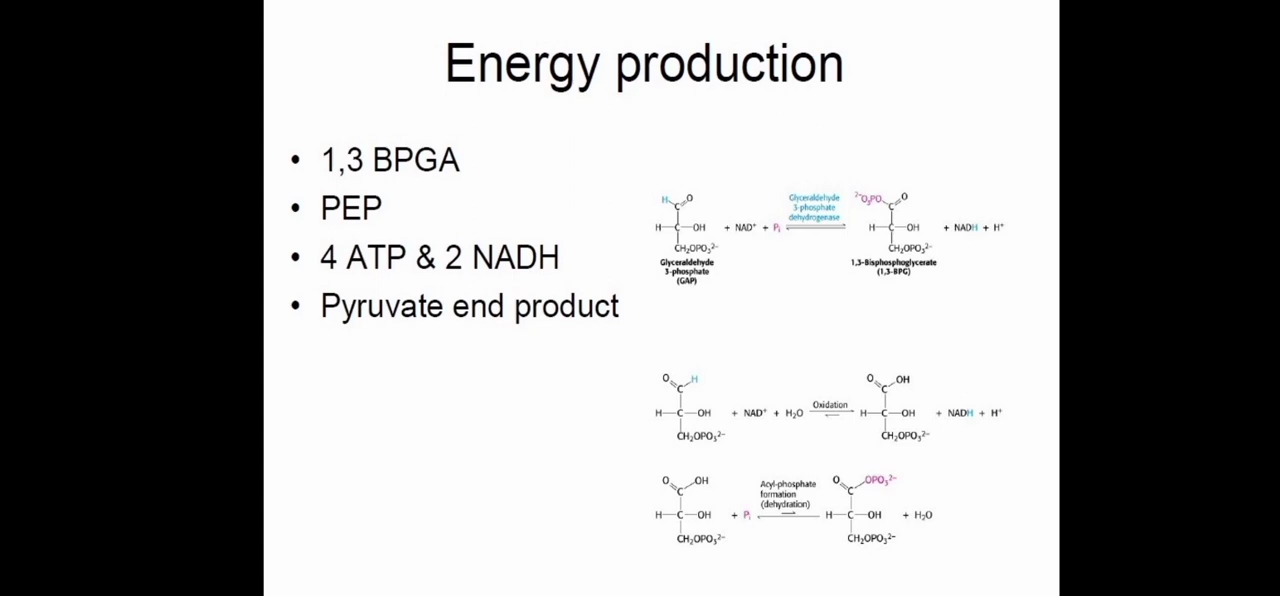 Energy production
• 1,3 BPGA
• PEP
• 4 ATP & 2 NADH
• Pyruvate end product
H O
C
H—C—OH + NAD⁺ + Pᵢ
CH₂OPO₃²⁻
Glyceraldehyde
3-phosphate
(GAP)
Glyceraldehyde
3-phosphate
dehydrogenase
²⁻O₃PO O
C
H—C—OH + NADH + H⁺
CH₂OPO₃²⁻
1,3-Bisphosphoglycerate
(1,3-BPG)
O H
C
H—C—OH + NAD⁺ + H₂O
CH₂OPO₃²⁻
Oxidation
O OH
C
H—C—OH + NADH + H⁺
CH₂OPO₃²⁻
O OH
C
H—C—OH + Pᵢ
CH₂OPO₃²⁻
Acyl-phosphate
formation
(dehydration)
O OPO₃²⁻
C
H—C—OH + H₂O
CH₂OPO₃²⁻